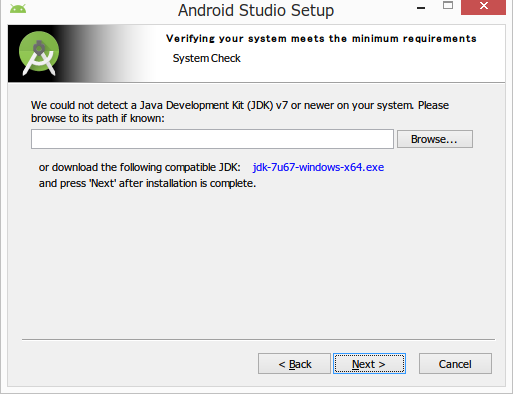 Android Studio Setup
Verifying your system meets the minimum requirements
System Check
We could not detect a Java Development Kit (JDK) v7 or newer on your system. Please
browse to its path if known:
Browse...
or download the following compatible JDK: jdk-7u67-windows-x64.exe
and press 'Next' after installation is complete.
< Back
Next >
Cancel